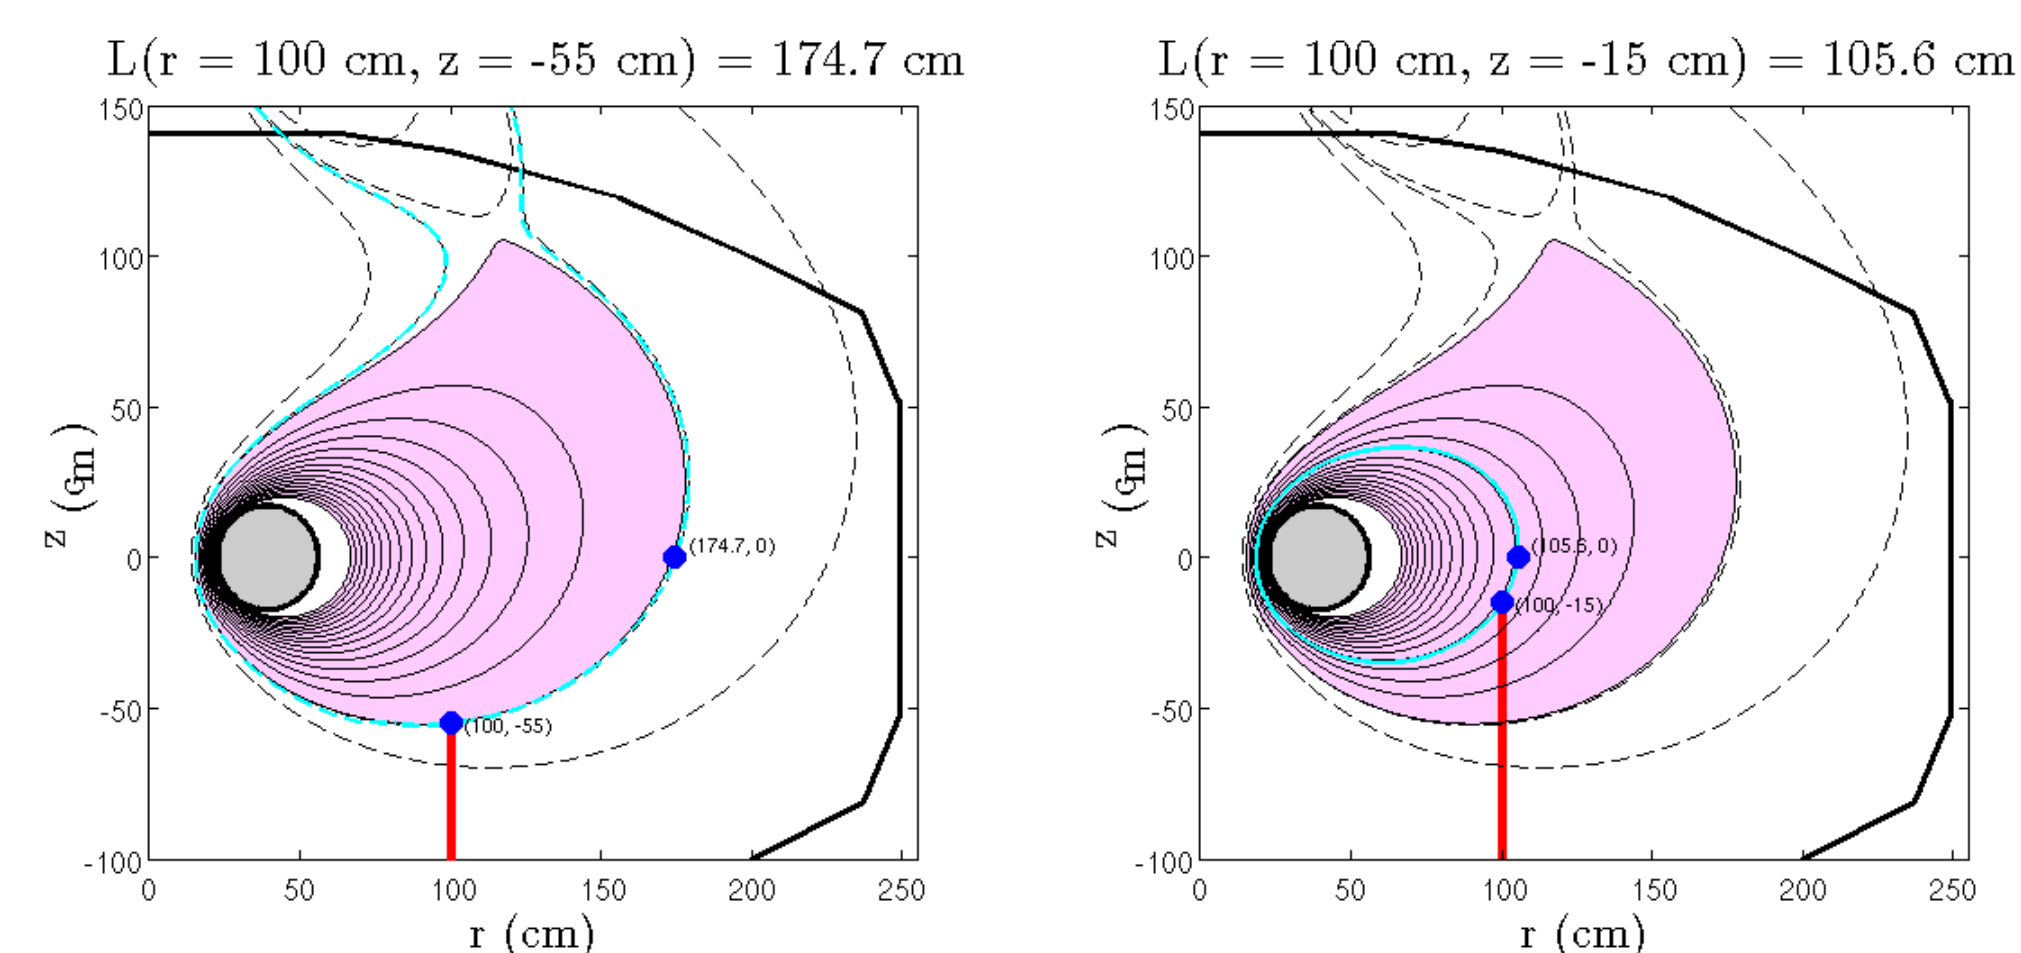 L(r = 100 cm, z = -55 cm) = 174.7 cm
150
100
50
0
-50
-100
z (cm)
(174.7, 0)
(100, -55)
0 50 100 150 200 250
r (cm)
L(r = 100 cm, z = -15 cm) = 105.6 cm
150
100
50
0
-50
-100
z (cm)
(105.6, 0)
(100, -15)
0 50 100 150 200 250
r (cm)